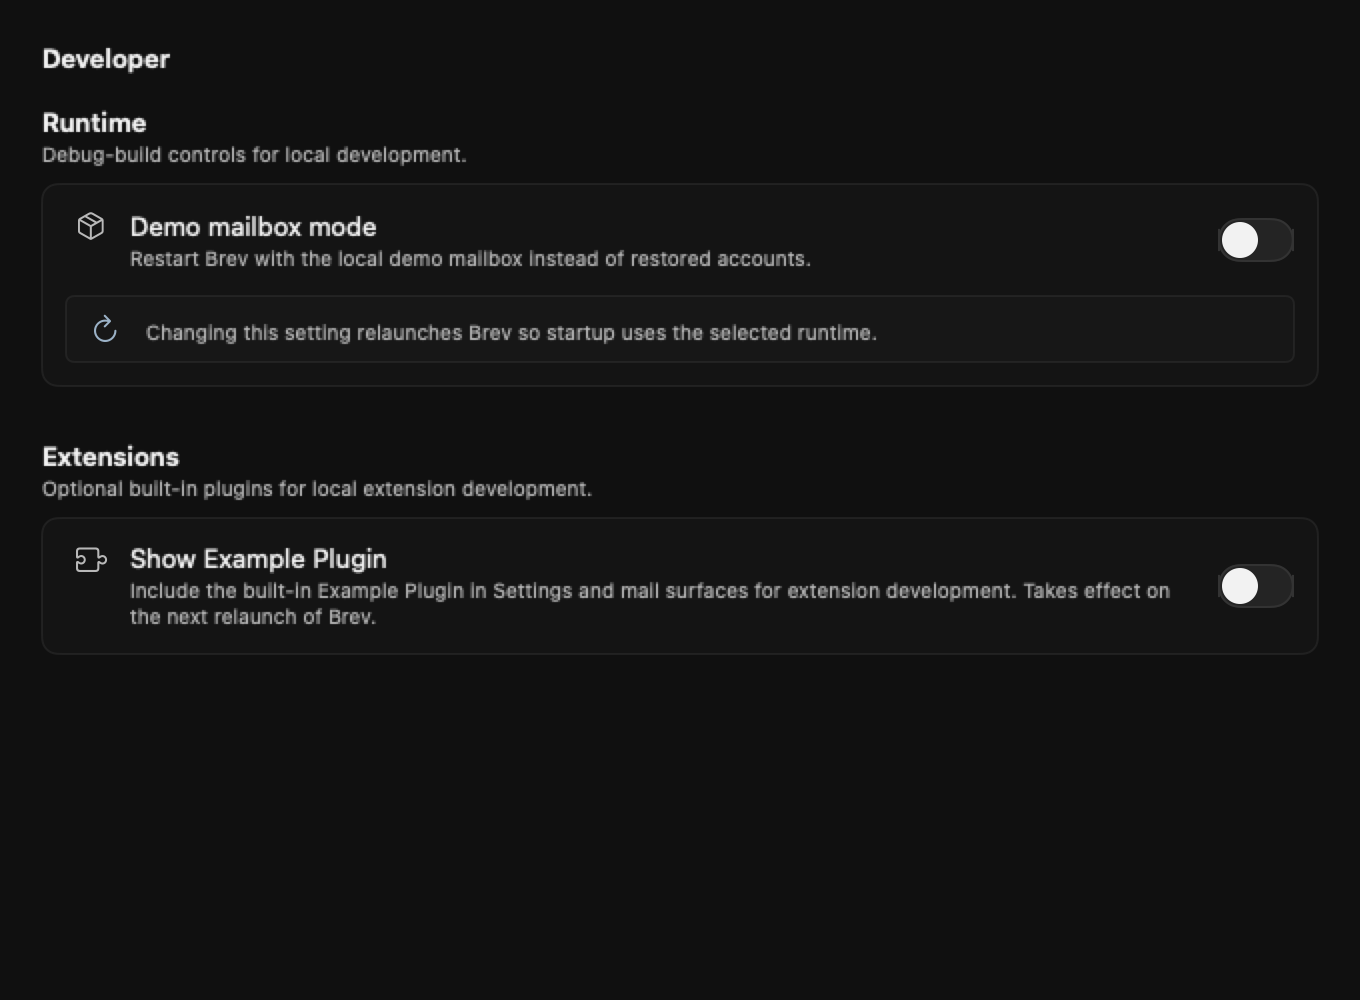 Developer
Runtime
Debug-build controls for local development.
Demo mailbox mode
Restart Brev with the local demo mailbox instead of restored accounts.
Changing this setting relaunches Brev so startup uses the selected runtime.
Extensions
Optional built-in plugins for local extension development.
Show Example Plugin
Include the built-in Example Plugin in Settings and mail surfaces for extension development. Takes effect on
the next relaunch of Brev.